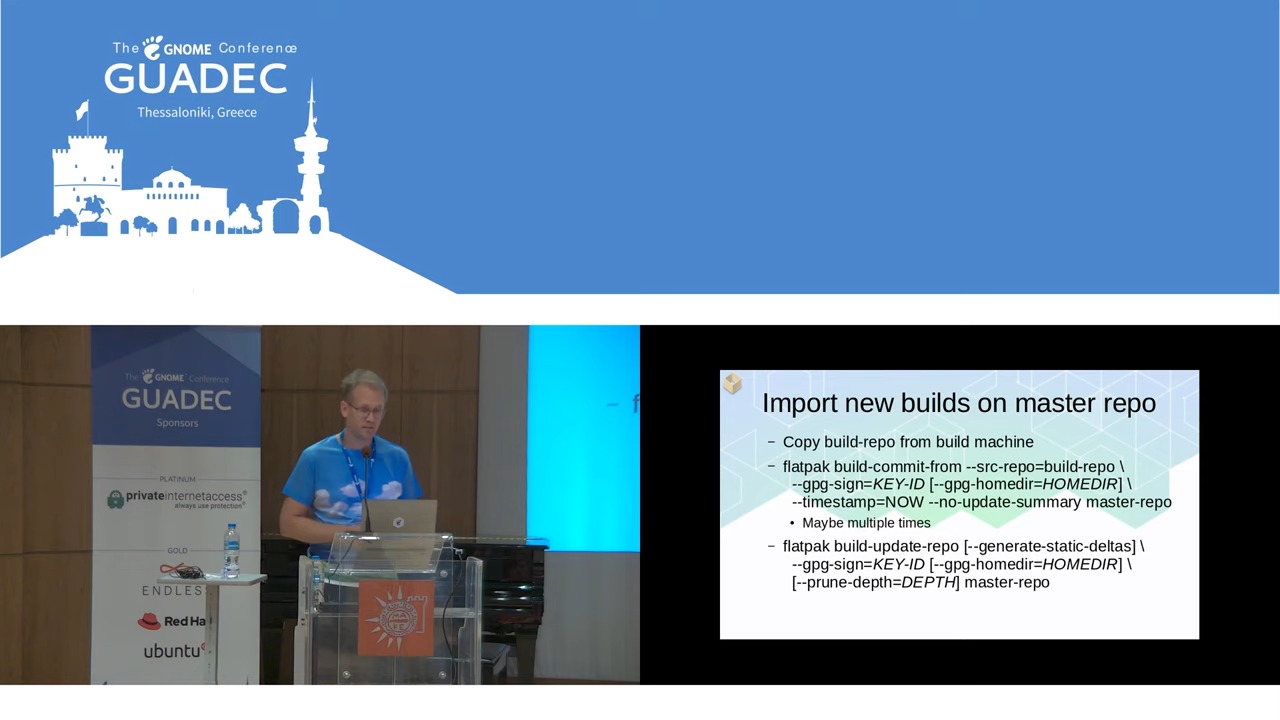 The GNOME Conference
GUADEC
Thessaloniki, Greece
The GNOME Conference
GUADEC
Sponsors
PLATINUM
privateinternetaccess®
always use protection®
GOLD
ENDLESS
Red Ha
ubuntu
– f
Import new builds on master repo
– Copy build-repo from build machine
– flatpak build-commit-from --src-repo=build-repo \
--gpg-sign=KEY-ID [--gpg-homedir=HOMEDIR] \
--timestamp=NOW --no-update-summary master-repo
• Maybe multiple times
– flatpak build-update-repo [--generate-static-deltas] \
--gpg-sign=KEY-ID [--gpg-homedir=HOMEDIR] \
[--prune-depth=DEPTH] master-repo